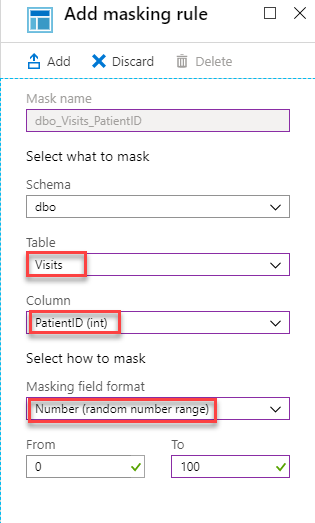 Add masking rule
Add Discard Delete
Mask name
dbo_Visits_PatientID
Select what to mask
Schema
dbo
Table
Visits
Column
PatientID (int)
Select how to mask
Masking field format
Number (random number range)
From To
0 100